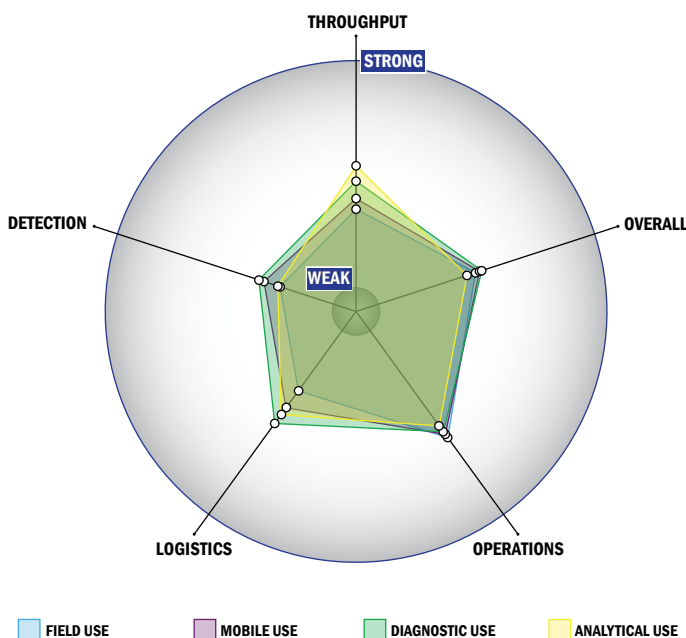 THROUGHPUT
STRONG
DETECTION
OVERALL
WEAK
LOGISTICS
OPERATIONS
FIELD USE
MOBILE USE
DIAGNOSTIC USE
ANALYTICAL USE